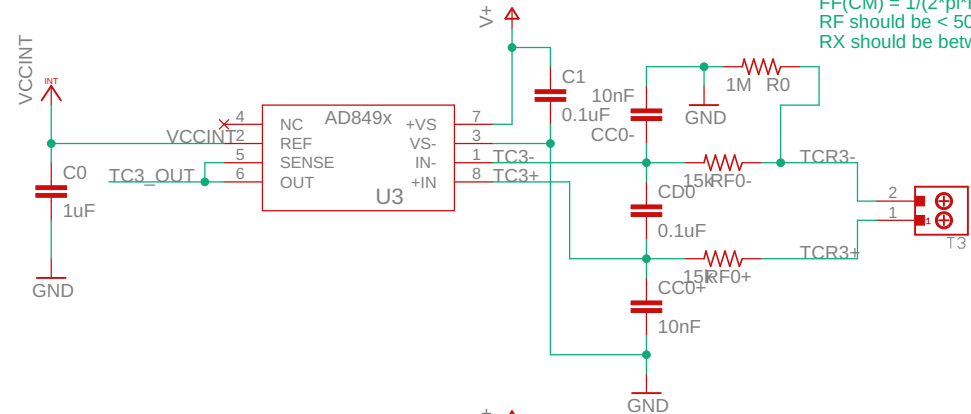 FF(CM) = 1/(2*pi*
RF should be < 50
RX should be betw
V+
VCCINT
INT
C1
0.1uF
10nF
CC0-
1M R0
GND
4 NC
AD849x
+VS 7
VCCINT 2 REF
VS- 3
5 SENSE
IN- 1 TC3-
15k RF0-
TCR3-
TC3_OUT 6 OUT
+IN 8 TC3+
U3
C0
1uF
CD0
0.1uF
2
1
1
T3
TCR3+
15k RF0+
GND
CC0+
10nF
GND
+